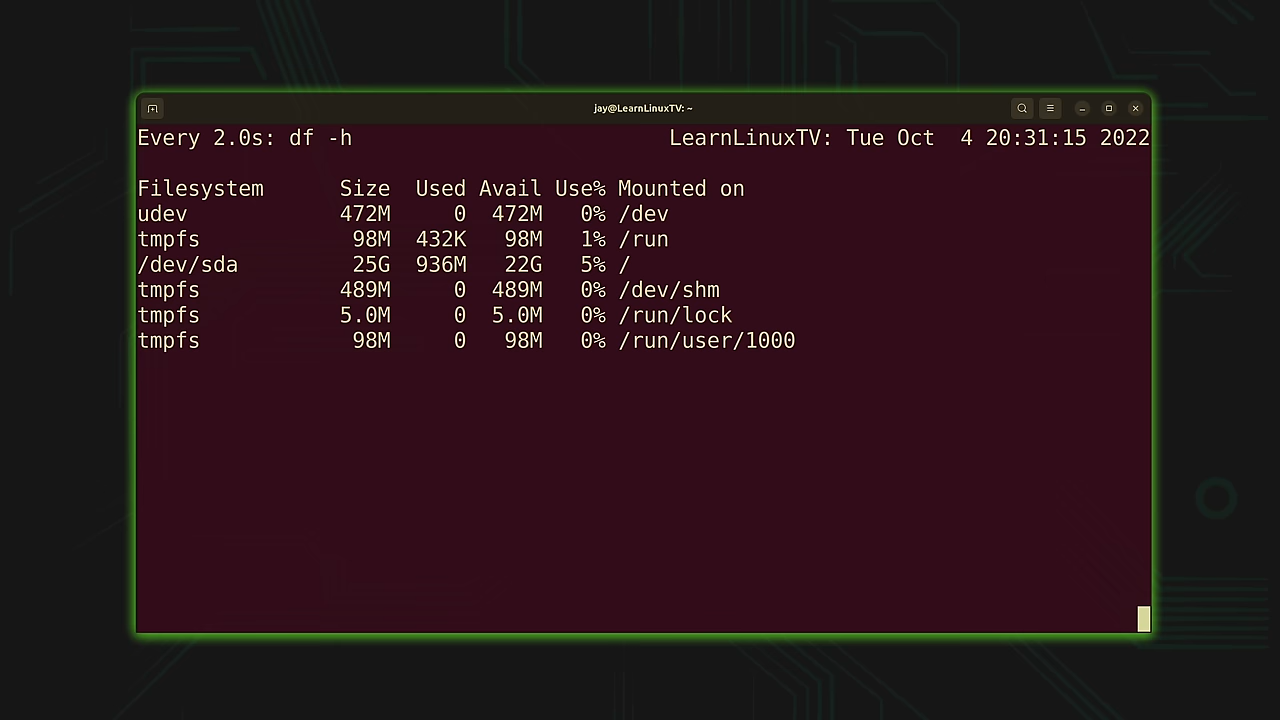 jay@LearnLinuxTV: ~
Every 2.0s: df -h                         LearnLinuxTV: Tue Oct  4 20:31:15 2022
Filesystem      Size  Used Avail Use% Mounted on
udev            472M     0  472M   0% /dev
tmpfs            98M  432K   98M   1% /run
/dev/sda         25G  936M   22G   5% /
tmpfs           489M     0  489M   0% /dev/shm
tmpfs           5.0M     0  5.0M   0% /run/lock
tmpfs            98M     0   98M   0% /run/user/1000